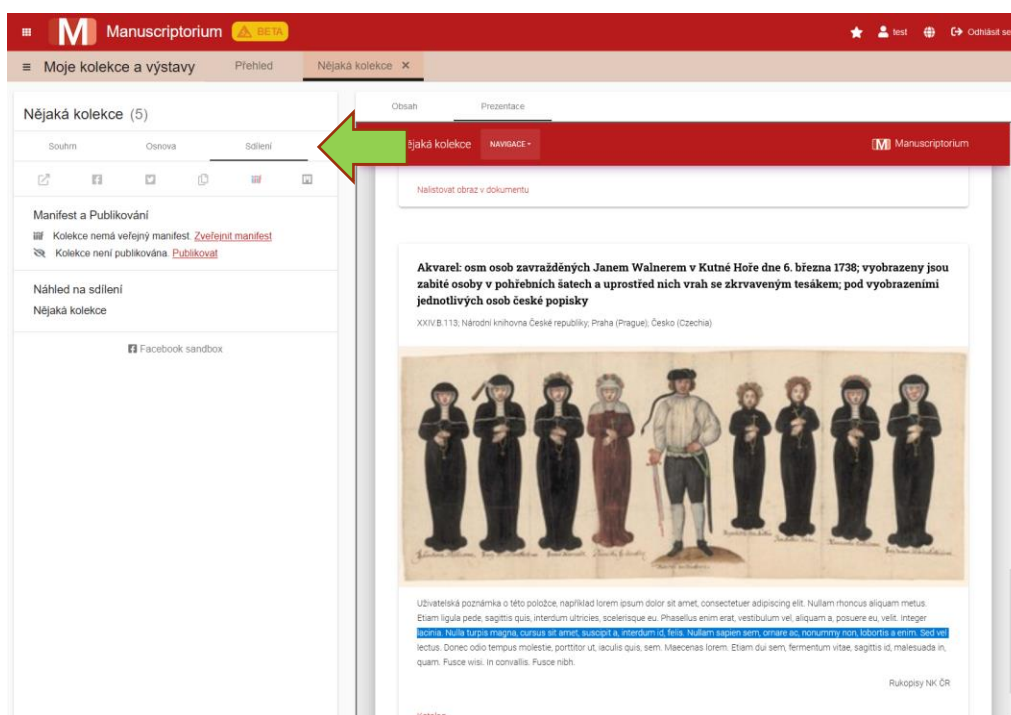 M Manuscriptorium BETA
test Odhlásit se
Moje kolekce a výstavy Přehled Nějaká kolekce ×
Nějaká kolekce (5)
Souhrn Osnova Sdílení
Manifest a Publikování
Kolekce nemá veřejný manifest. Zveřejnit manifest
Kolekce není publikována. Publikovat
Náhled na sdílení
Nějaká kolekce
Facebook sandbox
Obsah Prezentace
ějaká kolekce NAVIGACE M Manuscriptorium
Nalistovat obraz v dokumentu
Akvarel: osm osob zavražděných Janem Walnerem v Kutné Hoře dne 6. března 1738; vyobrazeny jsou
zabité osoby v pohřebních šatech a uprostřed nich vrah se zkrvaveným tesákem; pod vyobrazeními
jednotlivých osob české popisky
XXIV.B.113; Národní knihovna České republiky; Praha (Prague); Česko (Czechia)
Uživatelská poznámka o této položce, například lorem ipsum dolor sit amet, consectetuer adipiscing elit. Nullam rhoncus aliquam metus.
Etiam ligula pede, sagittis quis, interdum ultricies, scelerisque eu. Phasellus enim erat, vestibulum vel, aliquam a, posuere eu, velit. Integer
lacinia. Nulla turpis magna, cursus sit amet, suscipit a, interdum id, felis. Nullam sapien sem, ornare ac, nonummy non, lobortis a enim. Sed vel
lectus. Donec odio tempus molestie, porttitor ut, iaculis quis, sem. Maecenas lorem. Etiam dui sem, fermentum vitae, sagittis id, malesuada in,
quam. Fusce wisi. In convallis. Fusce nibh.
Rukopisy NK ČR